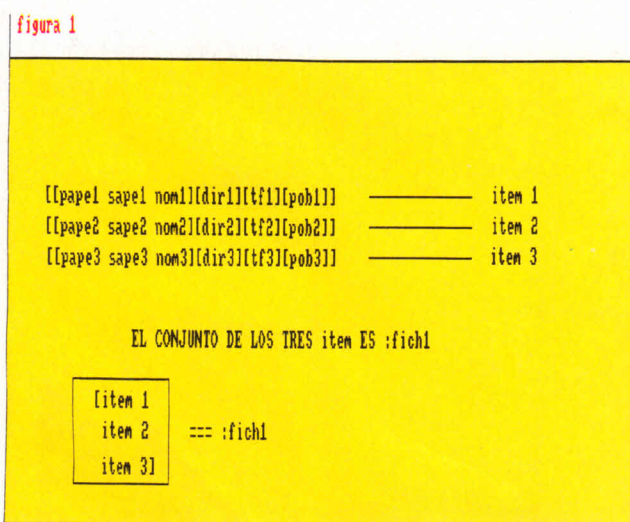 figura 1
[[pape1 sape1 nom1][dir1][tf1][pob1]] item 1
[[pape2 sape2 nom2][dir2][tf2][pob2]] item 2
[[pape3 sape3 nom3][dir3][tf3][pob3]] item 3
EL CONJUNTO DE LOS TRES item ES :fich1
[item 1
item 2 === :fich1
item 3]